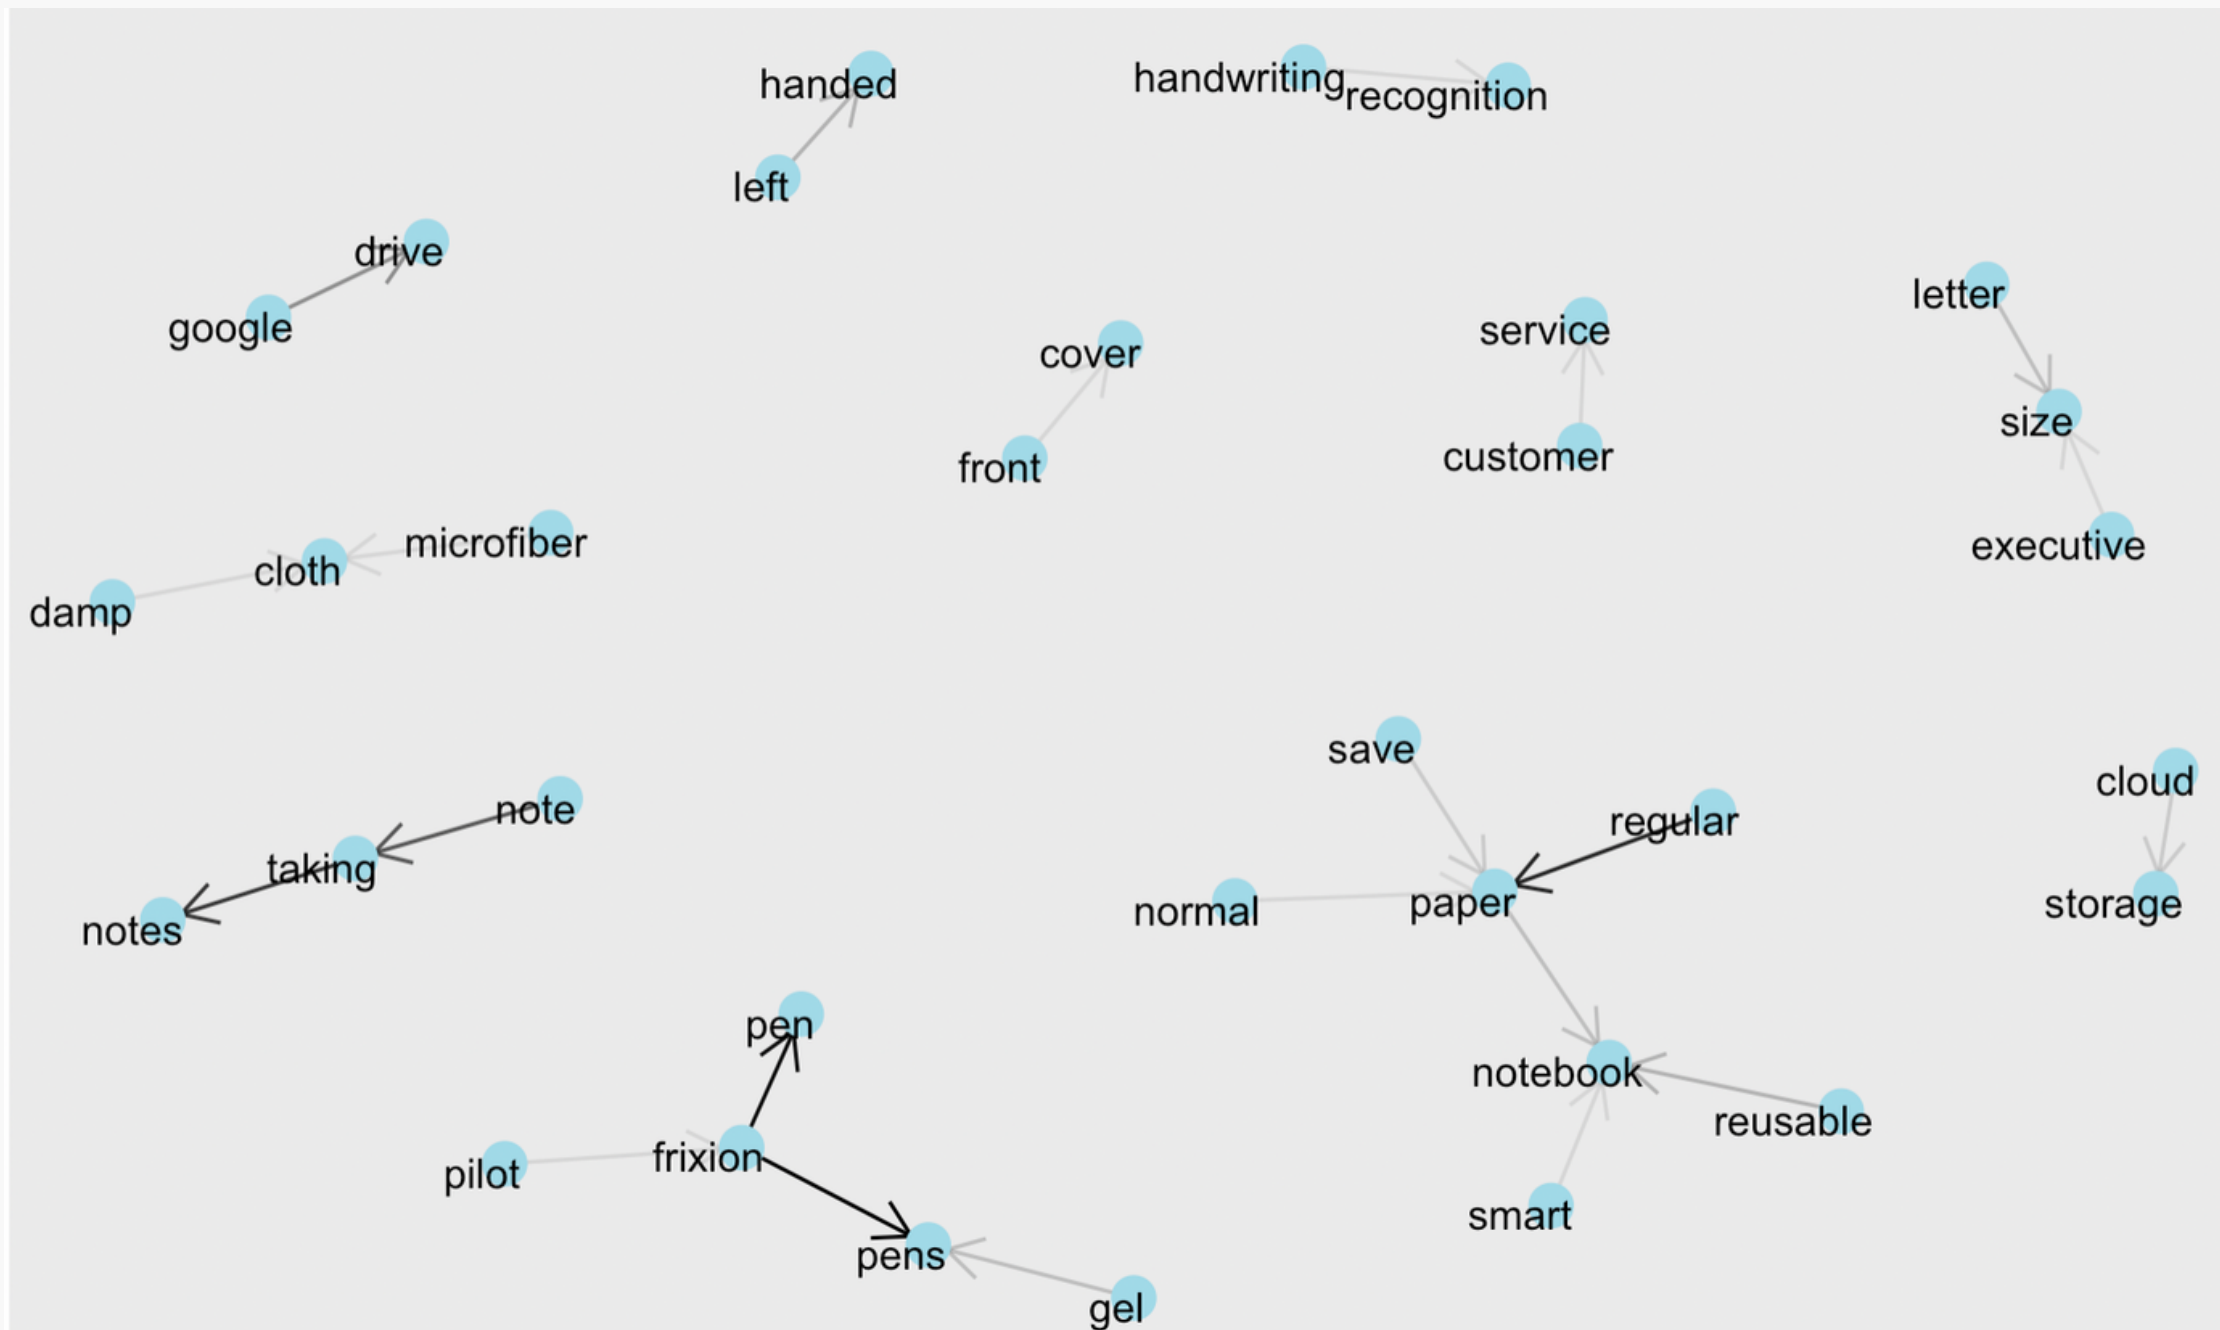 handed
handwriting
recognition
left
drive
google
letter
service
cover
size
customer
front
microfiber
executive
cloth
damp
save
cloud
note
regular
taking
paper
storage
normal
notes
pen
notebook
reusable
frixion
pilot
smart
pens
gel